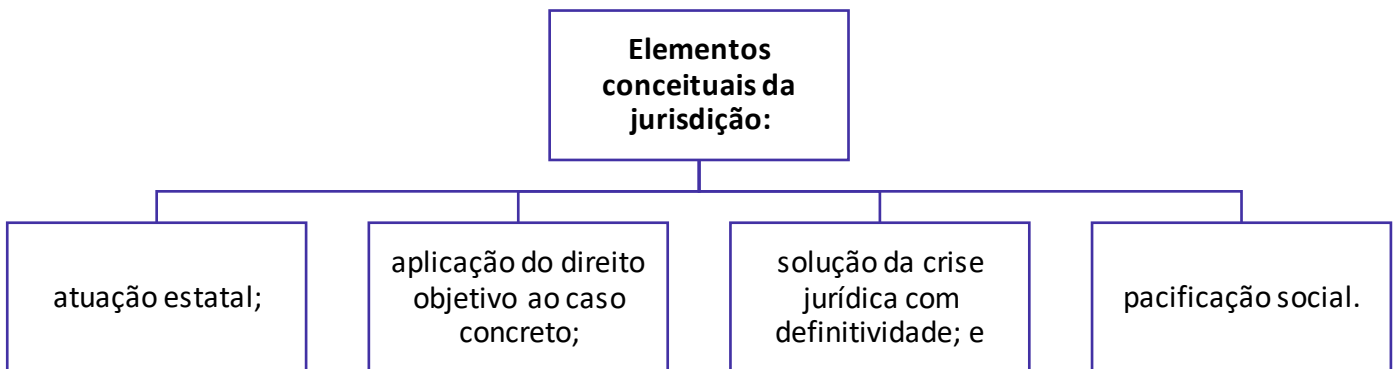 Elementos
conceituais da
jurisdição:
atuação estatal;
aplicação do direito
objetivo ao caso
concreto;
solução da crise
jurídica com
definitividade; e
pacificação social.